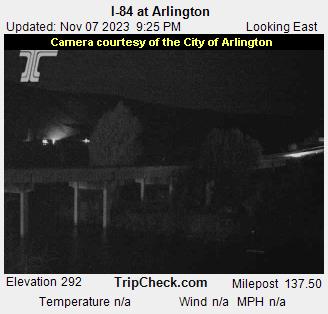 I-84 at Arlington
Updated: Nov 07 2023 9:25 PM Looking East
Camera courtesy of the City of Arlington
Elevation 292 TripCheck.com Milepost 137.50
Temperature n/a Wind n/a MPH n/a